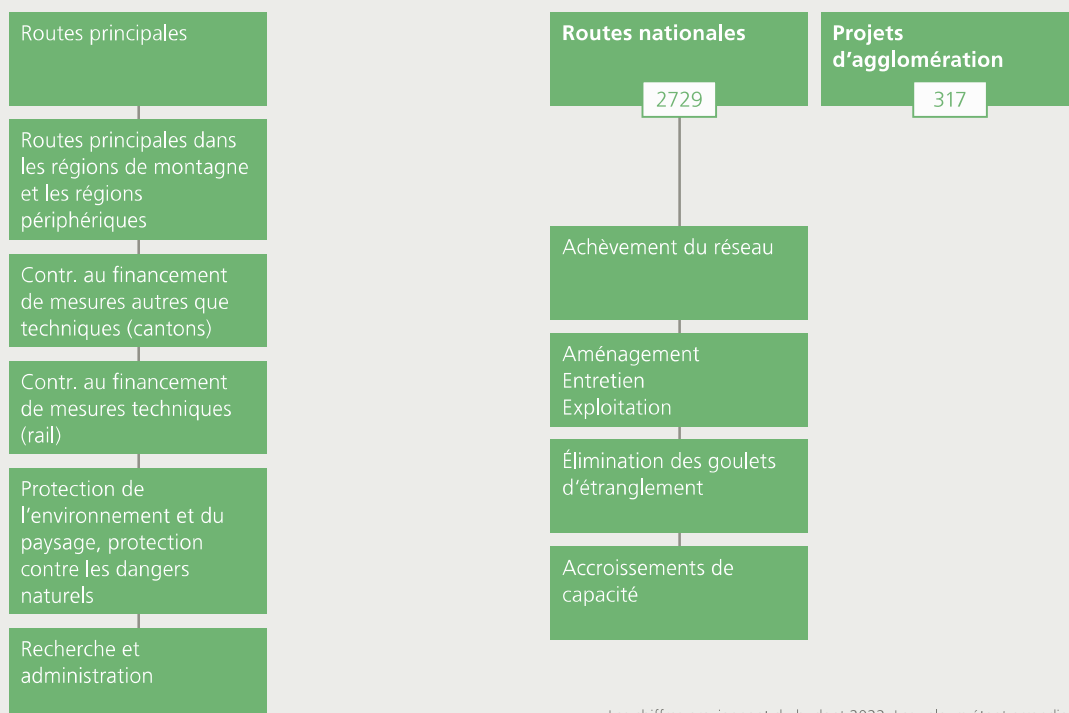 Routes principales
Routes principales dans
les régions de montagne
et les régions
périphériques
Contr. au financement
de mesures autres que
techniques (cantons)
Contr. au financement
de mesures techniques
(rail)
Protection de
l'environnement et du
paysage, protection
contre les dangers
naturels
Recherche et
administration
Routes nationales
2729
Achèvement du réseau
Aménagement
Entretien
Exploitation
Élimination des goulets
d'étranglement
Accroissements de
capacité
Projets
d'agglomération
317